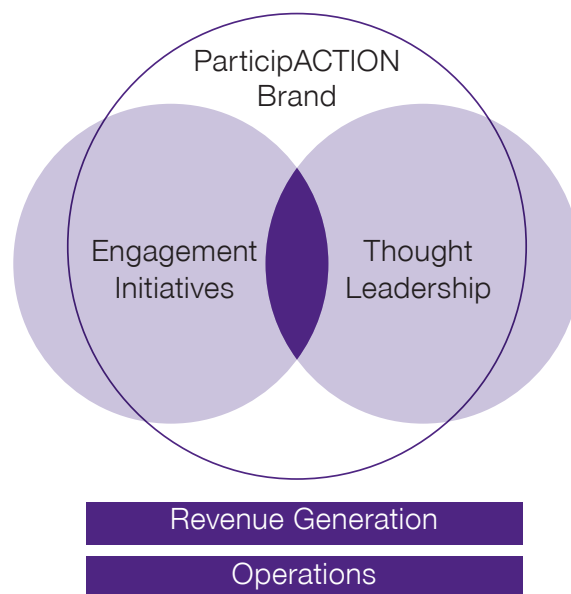 ParticipACTION
Brand
Engagement
Initiatives
Thought
Leadership
Revenue Generation
Operations